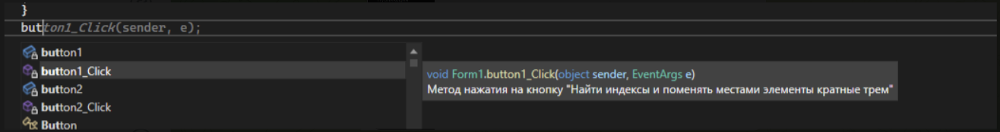 }
button1_Click(sender, e);
button1
button1_Click
button2
button2_Click
Button
void Form1.button1_Click(object sender, EventArgs e)
Метод нажатия на кнопку "Найти индексы и поменять местами элементы кратные трем"